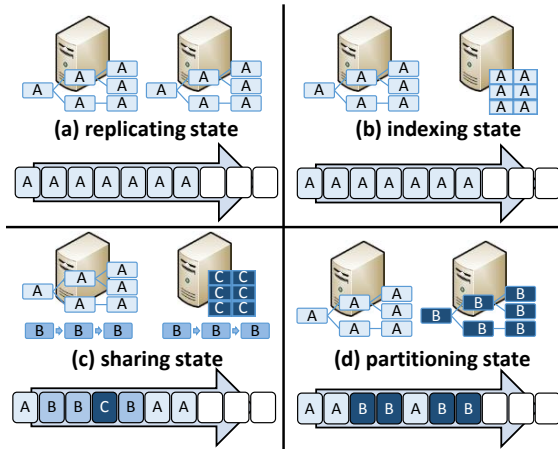 A A A A A A A
A A A A A A A
(a) replicating state
A A A A A A A
A A A A A A A
A A
A A
A A
(b) indexing state
A A A A A A A
A A A A A A
C C
C C
C C
B B B
B B B
(c) sharing state
A B B C B A A
A A A A A A
B B B B B B
(d) partitioning state
A A B B A B B